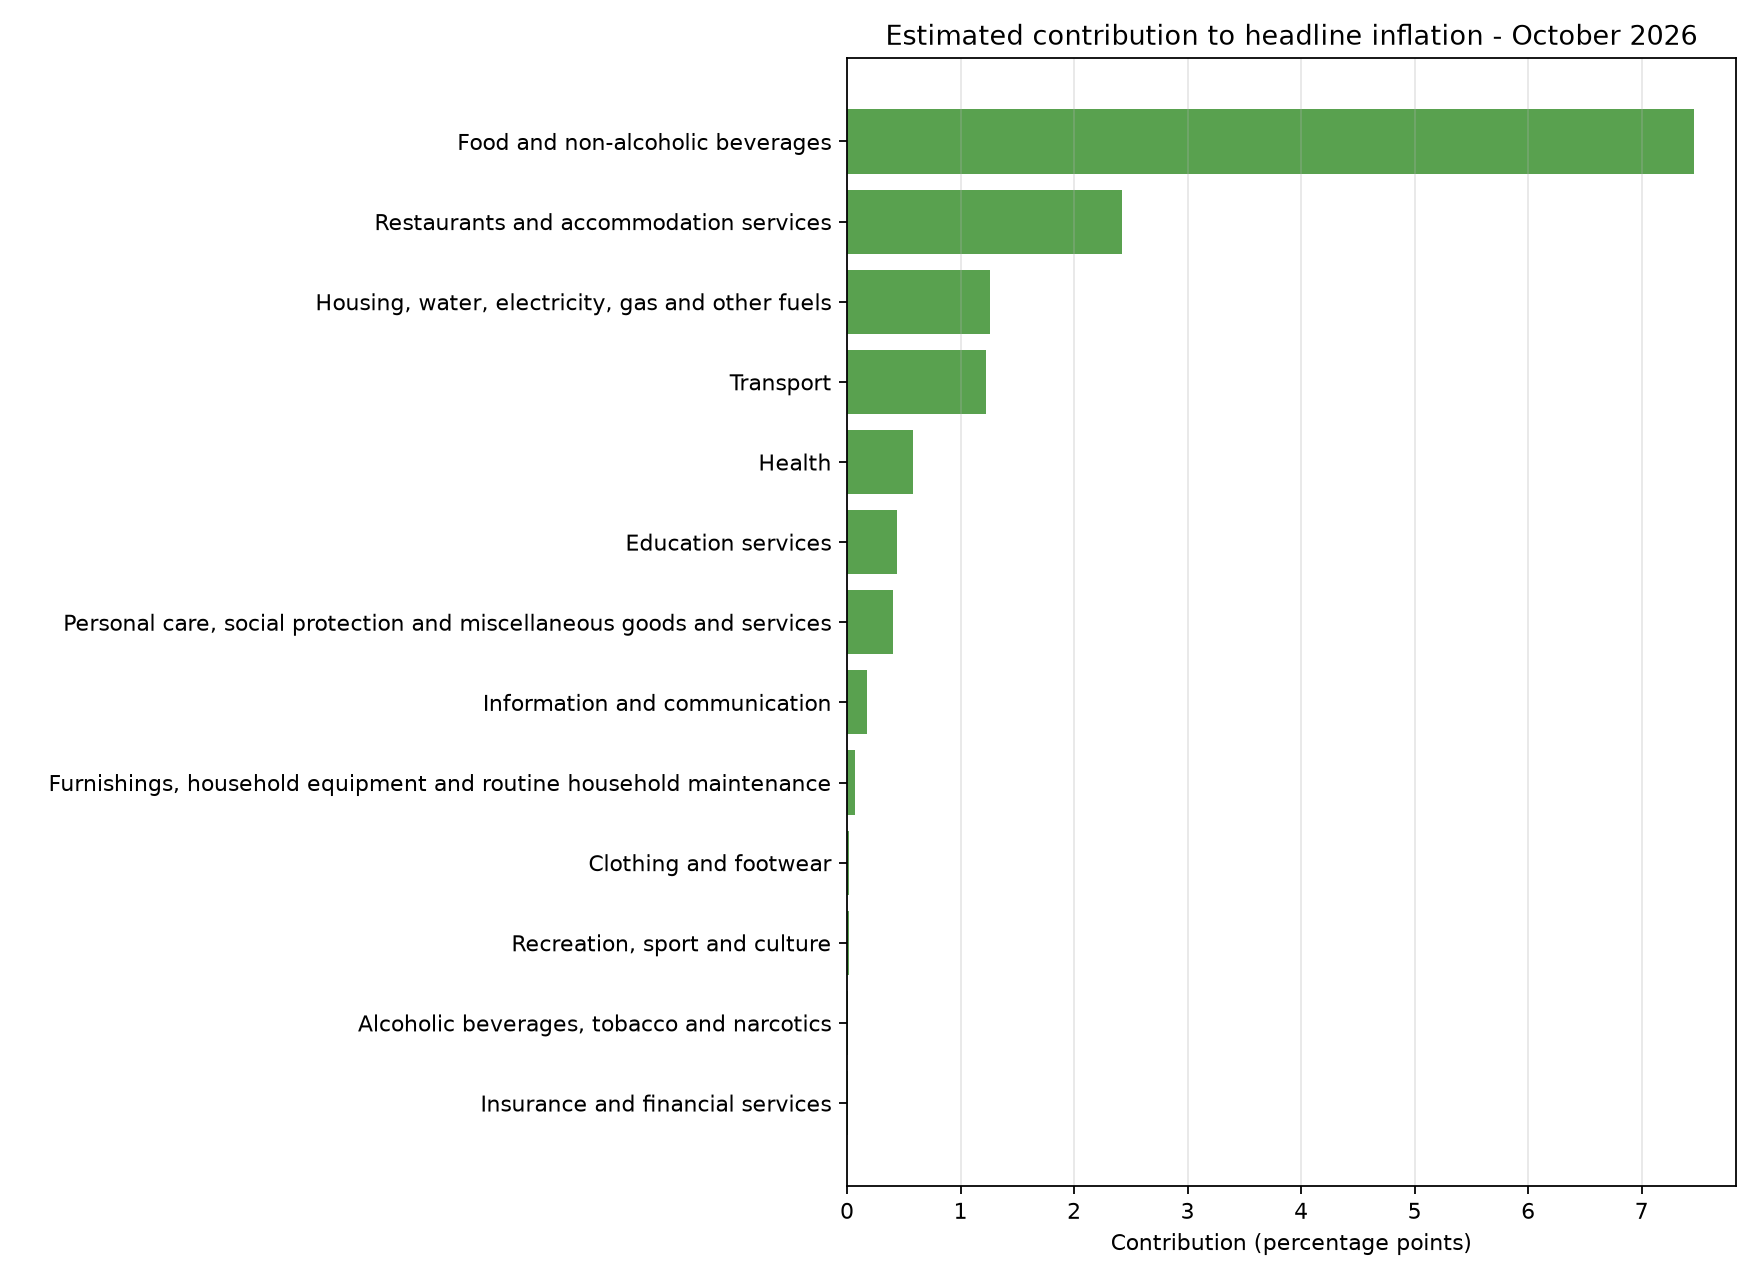 Estimated contribution to headline inflation - October 2026
Food and non-alcoholic beverages
Restaurants and accommodation services
Housing, water, electricity, gas and other fuels
Transport
Health
Education services
Personal care, social protection and miscellaneous goods and services
Information and communication
Furnishings, household equipment and routine household maintenance
Clothing and footwear
Recreation, sport and culture
Alcoholic beverages, tobacco and narcotics
Insurance and financial services
0 1 2 3 4 5 6 7
Contribution (percentage points)